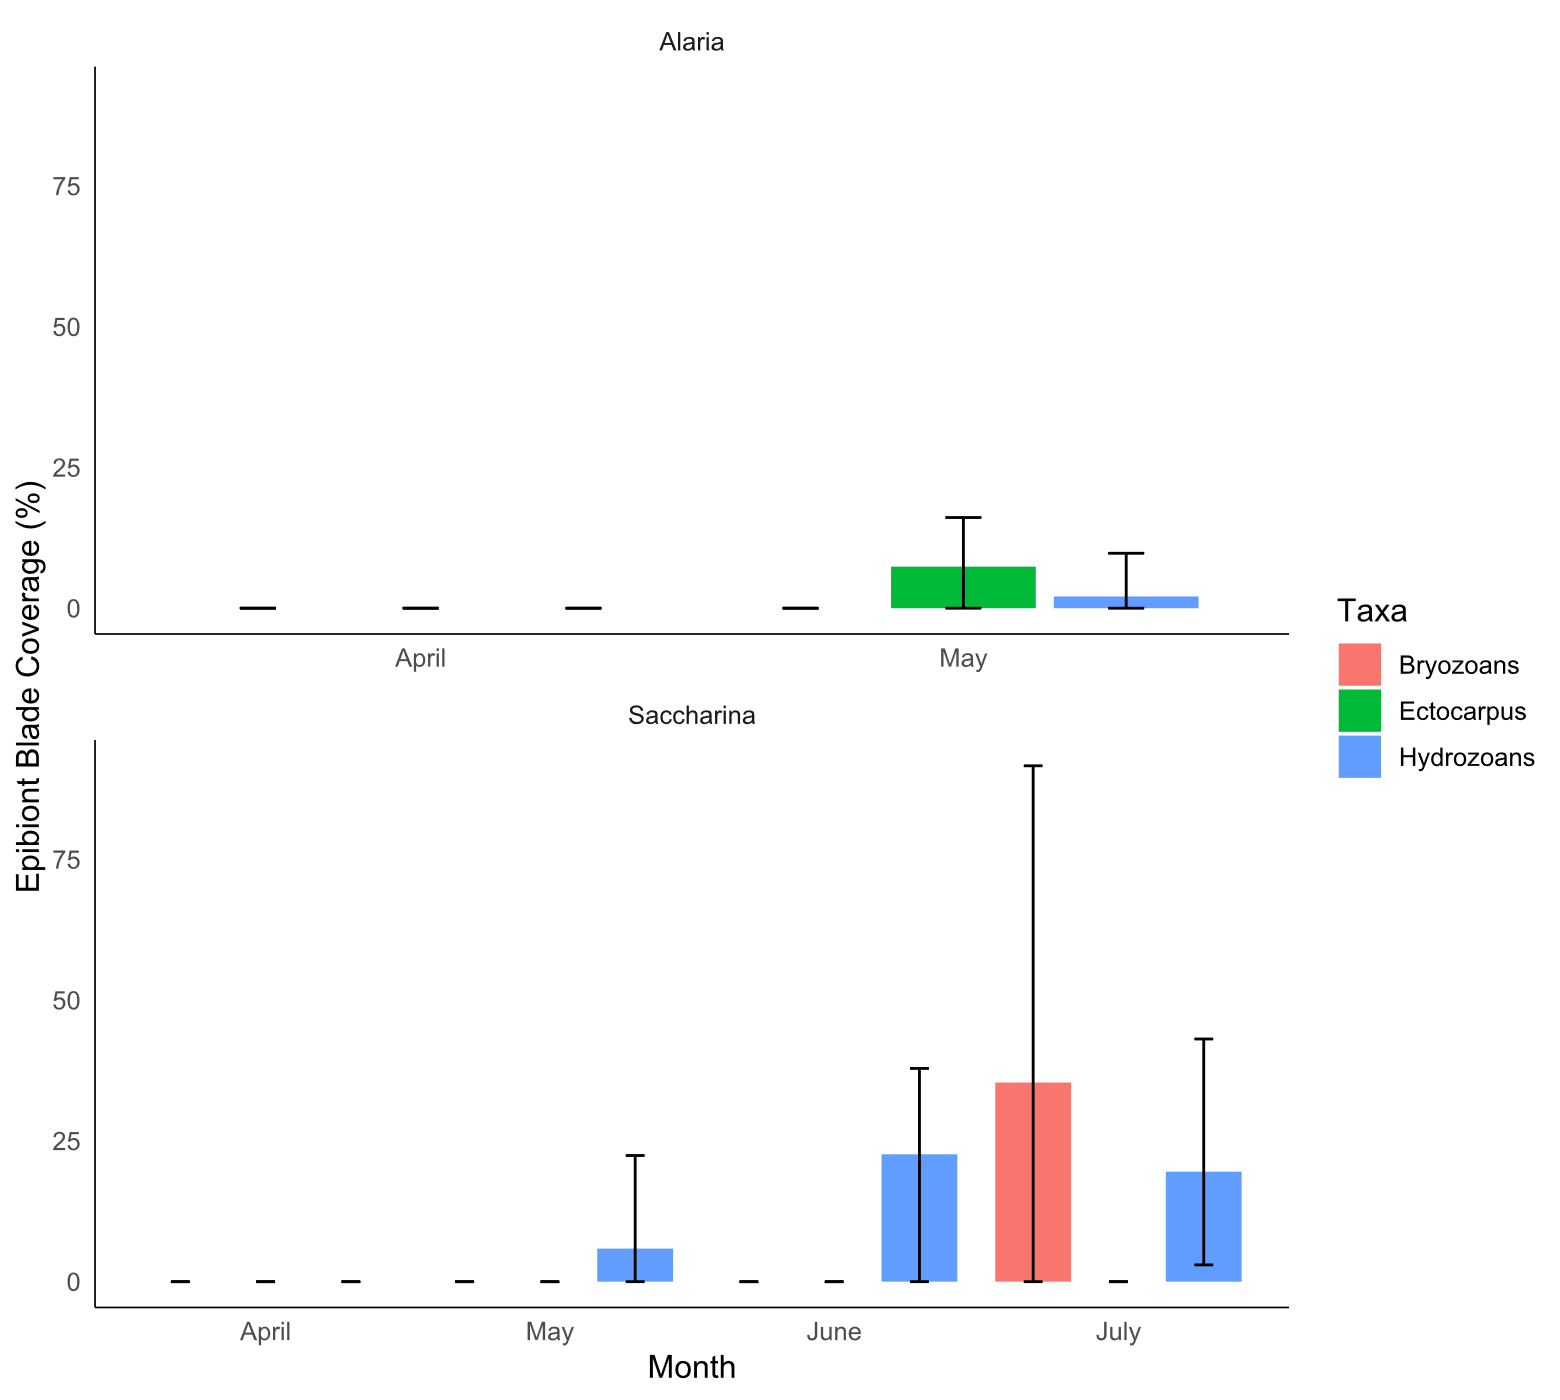 Alaria
75
50
25
0
April May
Saccharina
75
50
25
0
April May June July
Month
Epibiont Blade Coverage (%)
Taxa
Bryozoans
Ectocarpus
Hydrozoans